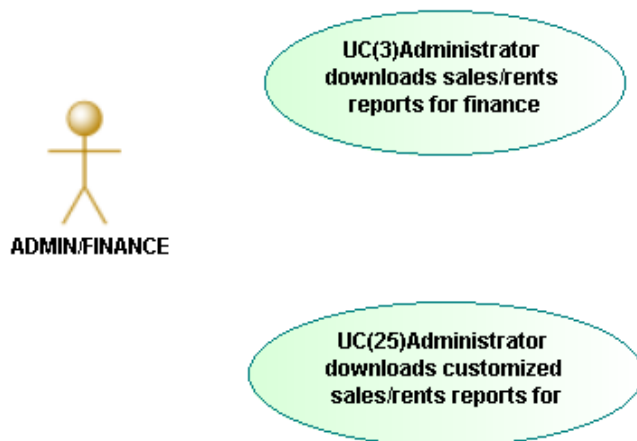 UC(3)Administrator
downloads sales/rents
reports for finance
ADMIN/FINANCE
UC(25)Administrator
downloads customized
sales/rents reports for